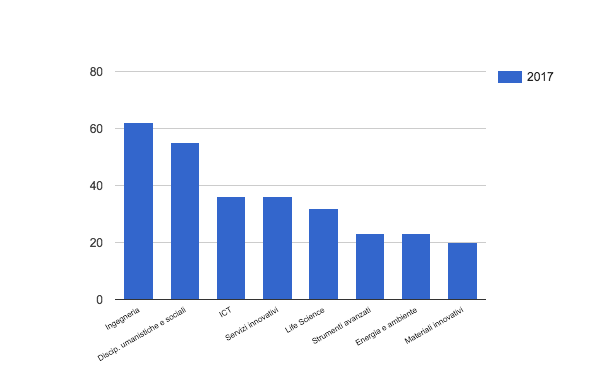 80
60
40
20
0
2017
Ingegneria
Discip. umanistiche e sociali
ICT
Servizi innovativi
Life Science
Strumenti avanzati
Energia e ambiente
Materiali innovativi